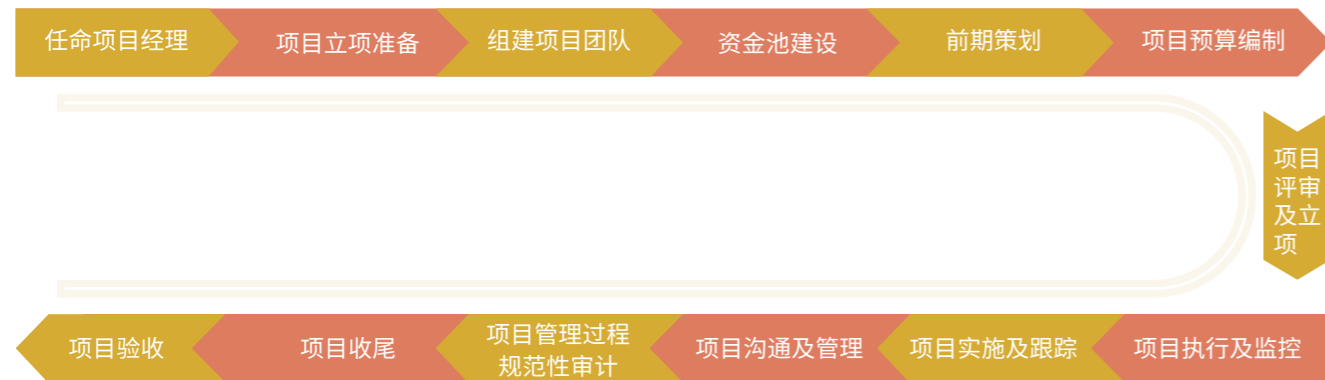 任命项目经理
项目立项准备
组建项目团队
资金池建设
前期策划
项目预算编制
项目
评审
及立
项
项目执行及监控
项目实施及跟踪
项目沟通及管理
项目管理过程
规范性审计
项目收尾
项目验收